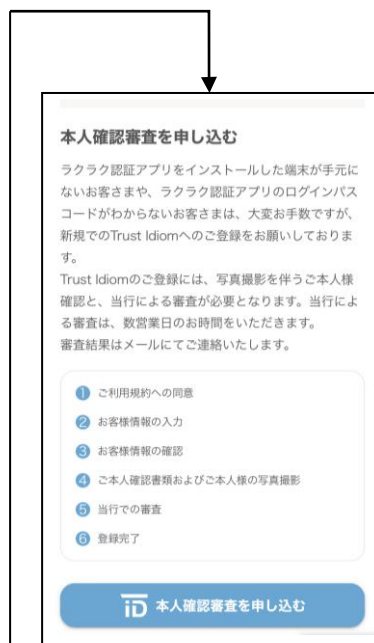 本人確認審査を申し込む
ラクラク認証アプリをインストールした端末が手元に
ないお客さまや、ラクラク認証アプリのログインパス
コードがわからないお客さまは、大変お手数ですが、
新規でのTrust Idiomへのご登録をお願いしておりま
す。
Trust Idiomのご登録には、写真撮影を伴うご本人様
確認と、当行による審査が必要となります。当行によ
る審査は、数営業日のお時間をいただきます。
審査結果はメールにてご連絡いたします。
1 ご利用規約への同意
2 お客様情報の入力
3 お客様情報の確認
4 ご本人確認書類およびご本人様の写真撮影
5 当行での審査
6 登録完了
iD 本人確認審査を申し込む